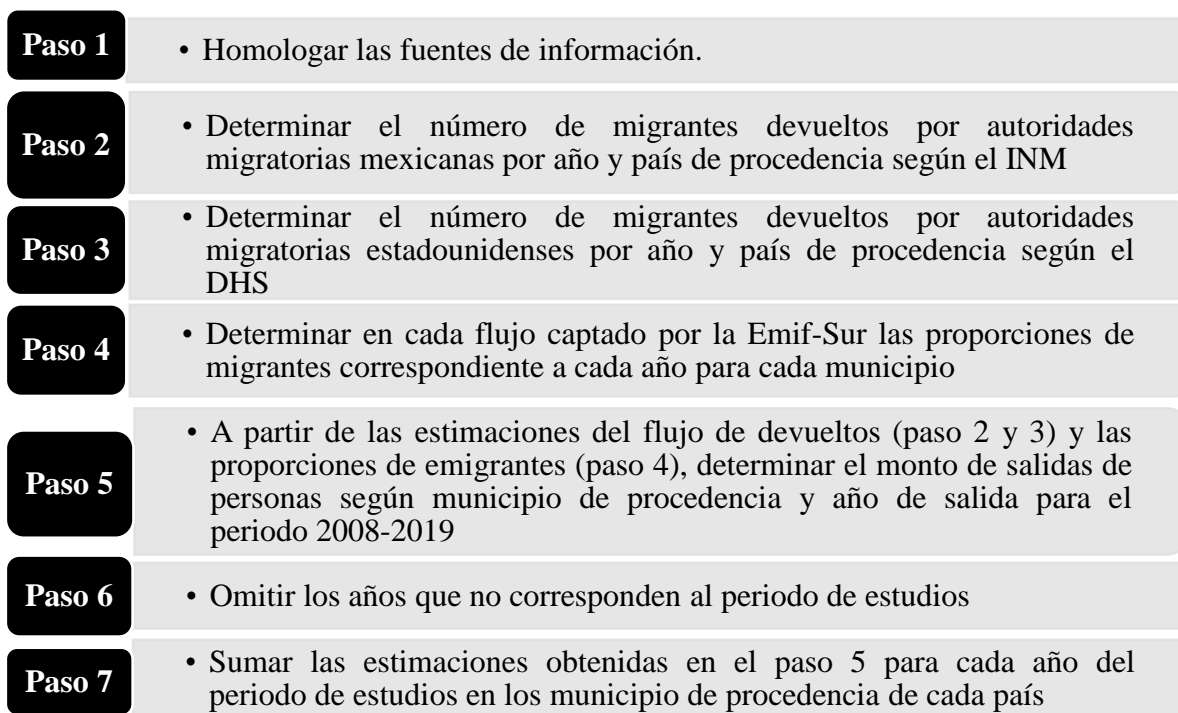 Paso 1
• Homologar las fuentes de información.
Paso 2
• Determinar el número de migrantes devueltos por autoridades
migratorias mexicanas por año y país de procedencia según el INM
Paso 3
• Determinar el número de migrantes devueltos por autoridades
migratorias estadounidenses por año y país de procedencia según el
DHS
Paso 4
• Determinar en cada flujo captado por la Emif-Sur las proporciones de
migrantes correspondiente a cada año para cada municipio
Paso 5
• A partir de las estimaciones del flujo de devueltos (paso 2 y 3) y las
proporciones de emigrantes (paso 4), determinar el monto de salidas de
personas según municipio de procedencia y año de salida para el
periodo 2008-2019
Paso 6
• Omitir los años que no corresponden al periodo de estudios
Paso 7
• Sumar las estimaciones obtenidas en el paso 5 para cada año del
periodo de estudios en los municipio de procedencia de cada país